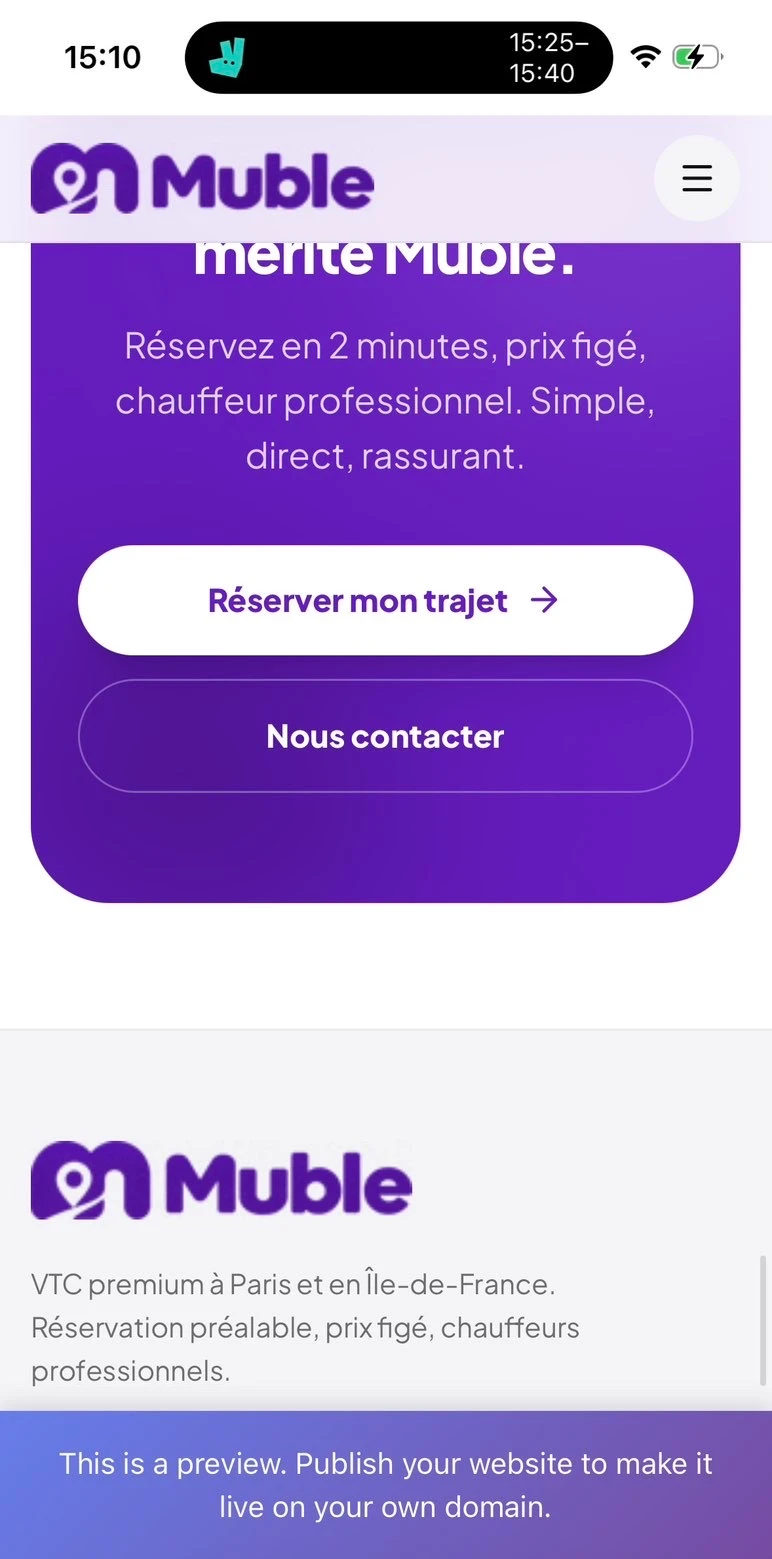 15:10
15:25–
15:40
Muble
mérite Muble.
Réservez en 2 minutes, prix figé,
chauffeur professionnel. Simple,
direct, rassurant.
Réserver mon trajet →
Nous contacter
Muble
VTC premium à Paris et en Île-de-France.
Réservation préalable, prix figé, chauffeurs
professionnels.
This is a preview. Publish your website to make it
live on your own domain.